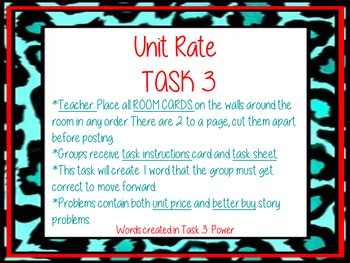 Unit Rate
TASK 3
*Teacher: Place all ROOM CARDS on the walls around the
room in any order. There are 2 to a page, cut them apart
before posting.
*Groups receive task instructions card and task sheet.
*This task will create 1 word that the group must get
correct to move forward.
*Problems contain both unit price and better buy story
problems.
Words created in Task 3: Power